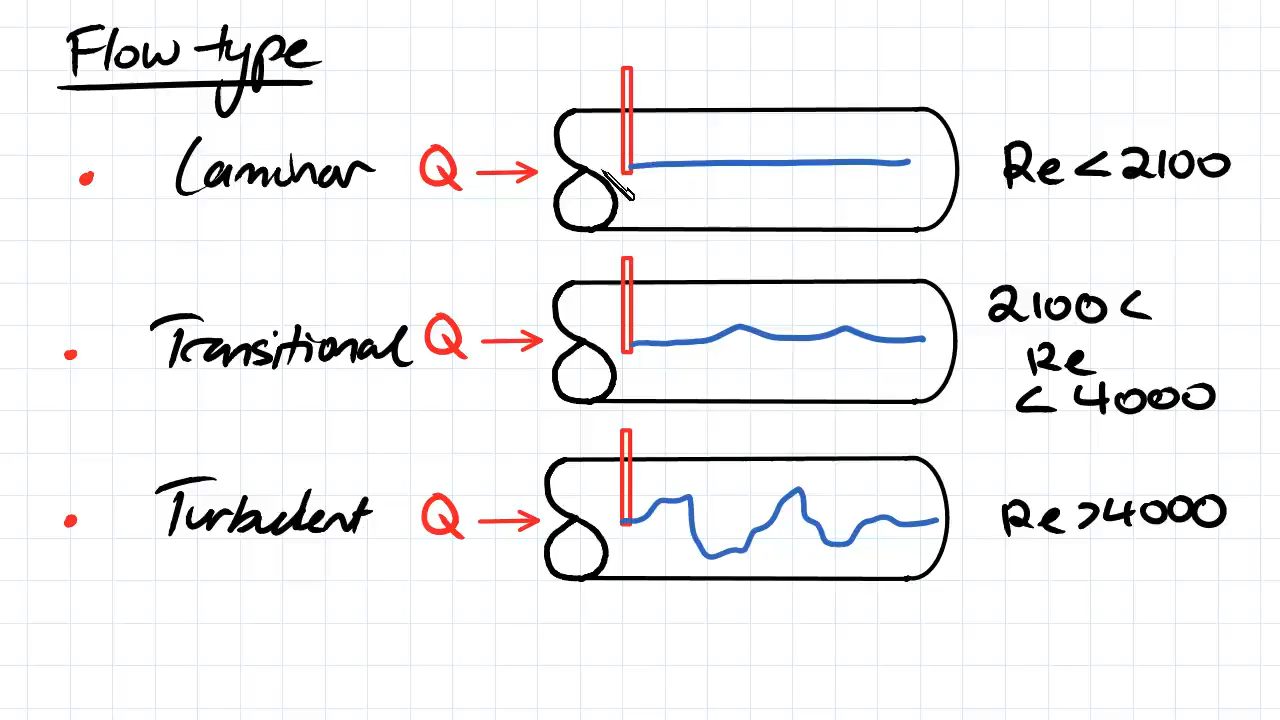 Flow type
Laminar Q → Re < 2100
Transitional Q → 2100 <
Re
< 4000
Turbulent Q → Re > 4000